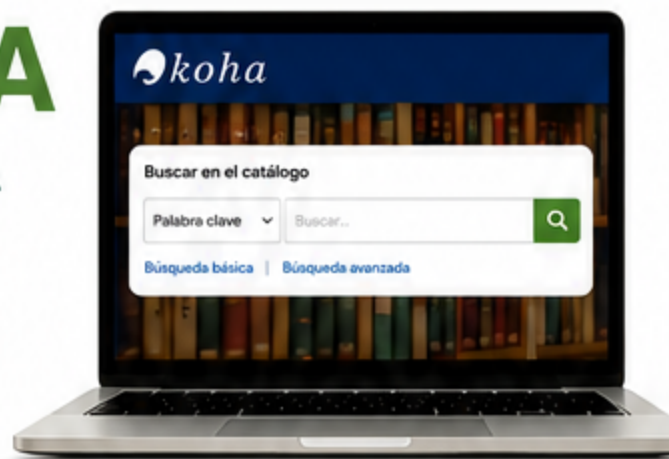 A
koha
Buscar en el catálogo
Palabra clave Buscar...
Búsqueda básica | Búsqueda avanzada